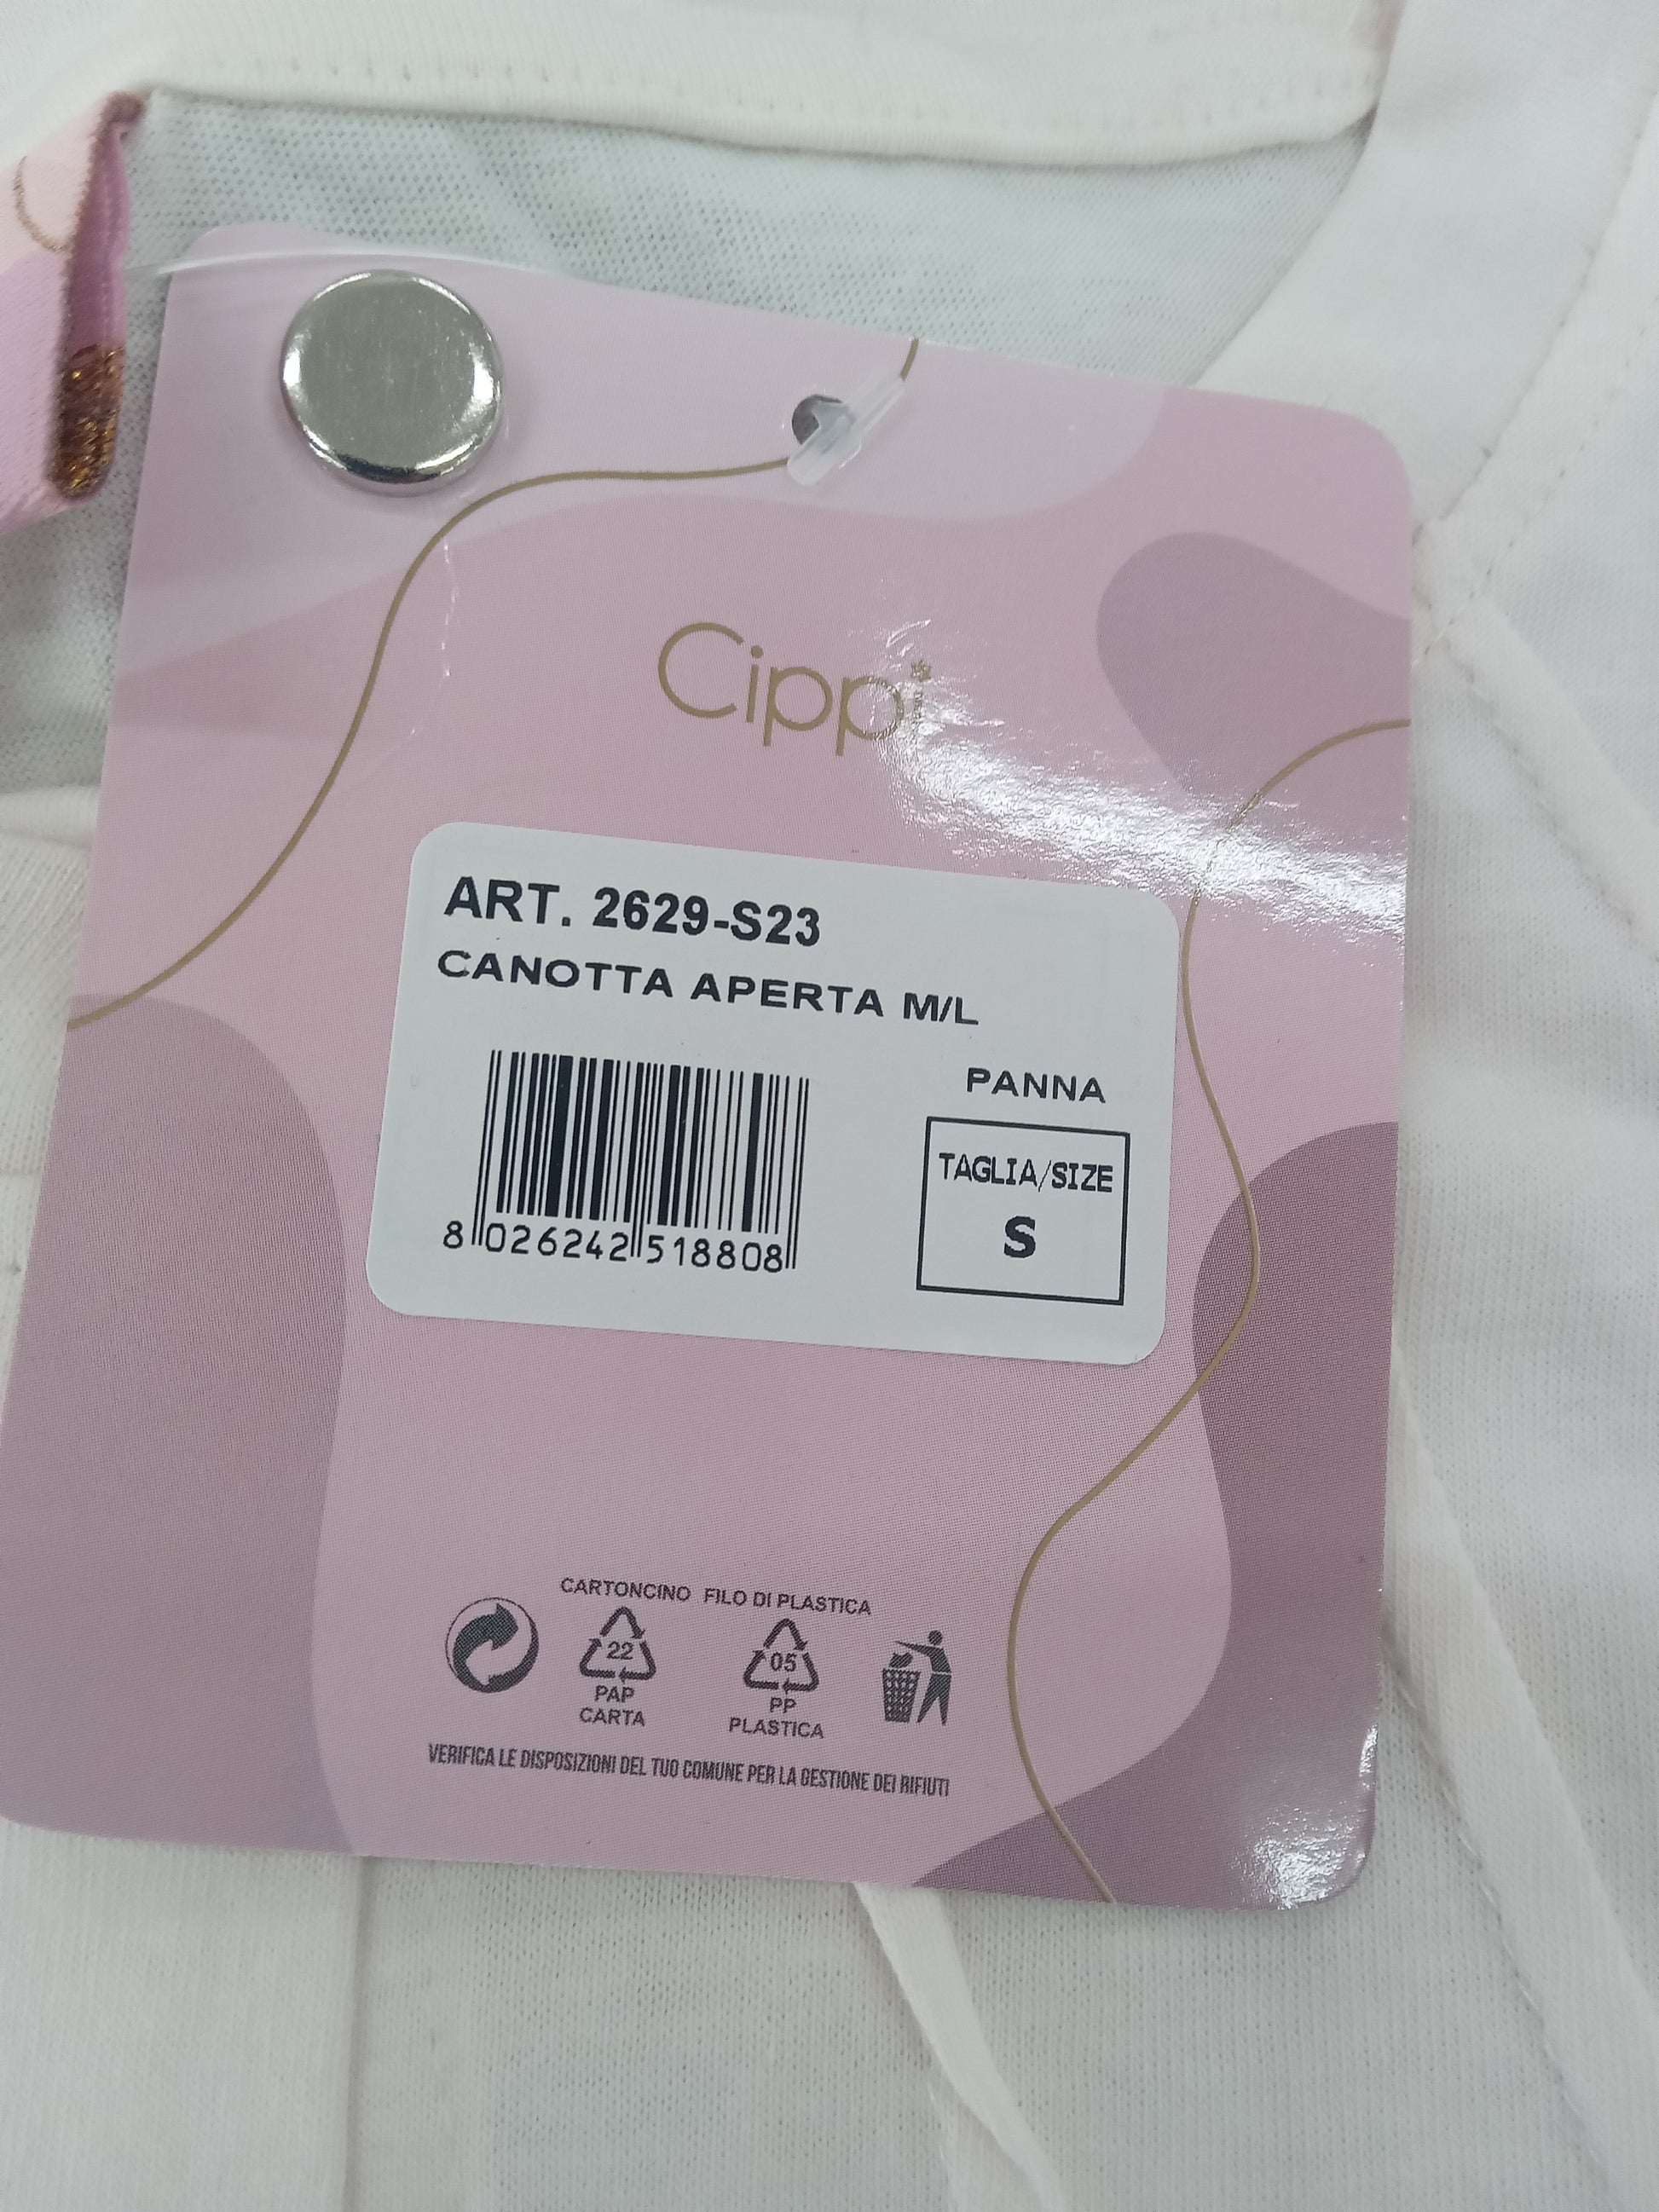 Cippi
ART. 2629-S23
CANOTTA APERTA M/L
PANNA
TAGLIA/SIZE
S
8 026242 518808
CARTONCINO FILO DI PLASTICA
22 05
PAP PP
CARTA PLASTICA
VERIFICA LE DISPOSIZIONI DEL TUO COMUNE PER LA GESTIONE DEI RIFIUTI